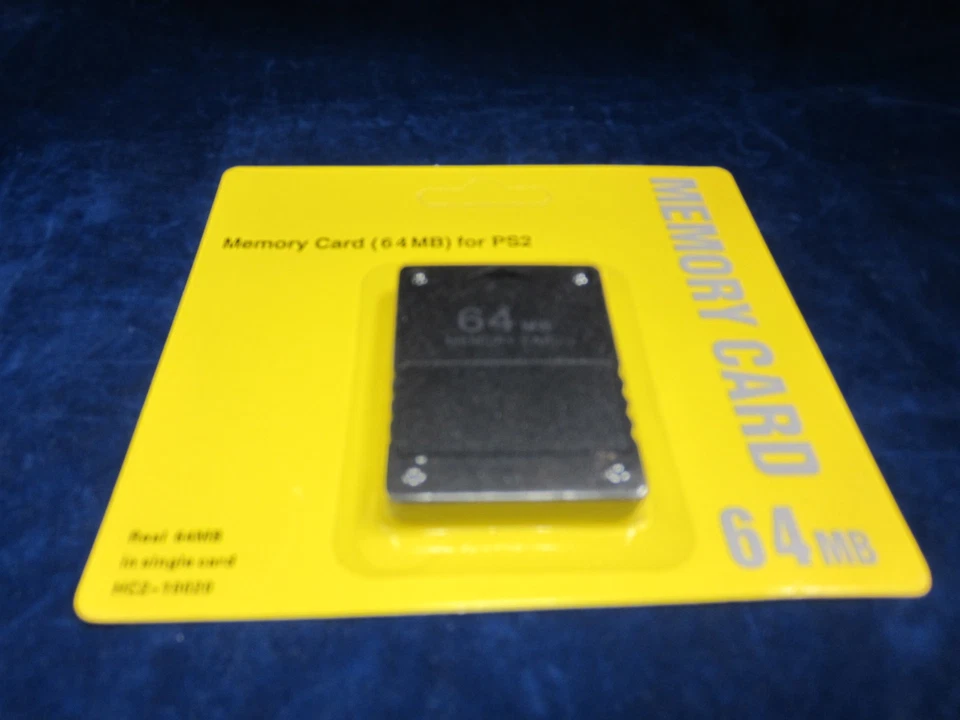 Memory Card (64MB) for PS2
MEMORY CARD
64MB
64 MB
MEMORY CARD
Real 64MB
in single card